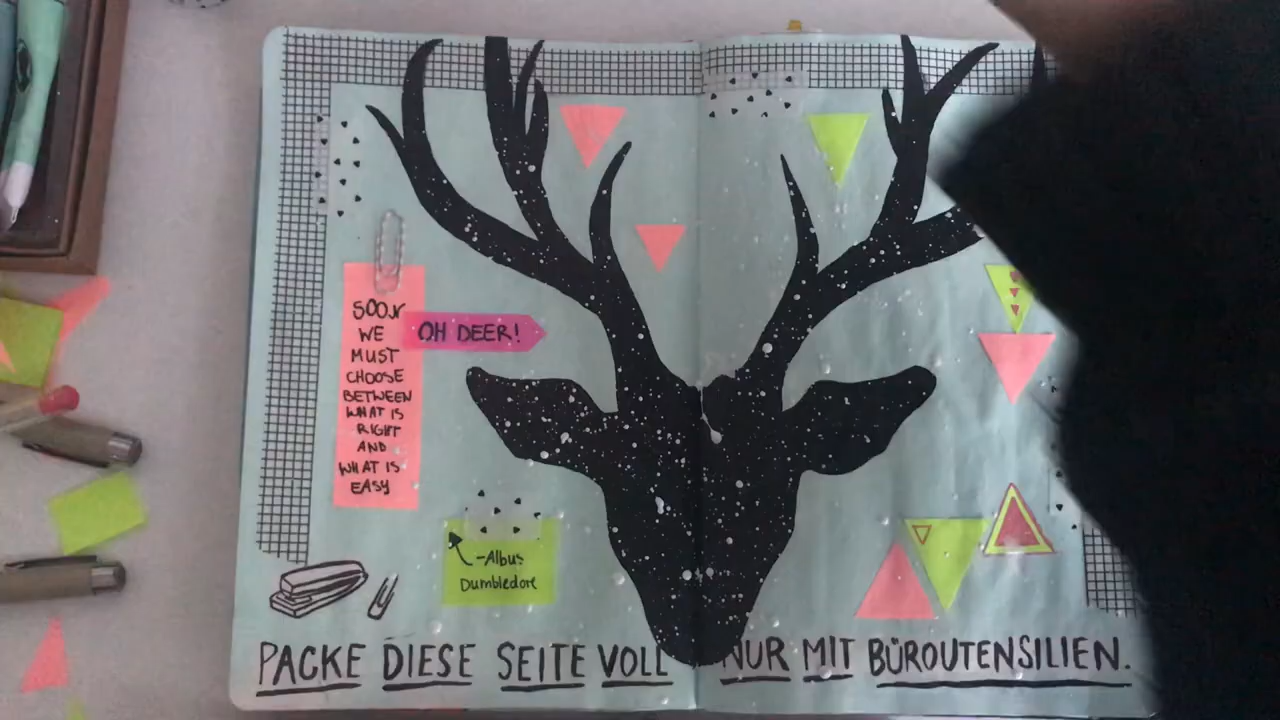 SOON
WE
MUST
CHOOSE
BETWEEN
WHAT IS
RIGHT
AND
WHAT IS
EASY
OH DEER!
-Albus
Dumbledore
PACKE DIESE SEITE VOLL NUR MIT BÜROUTENSILIEN.